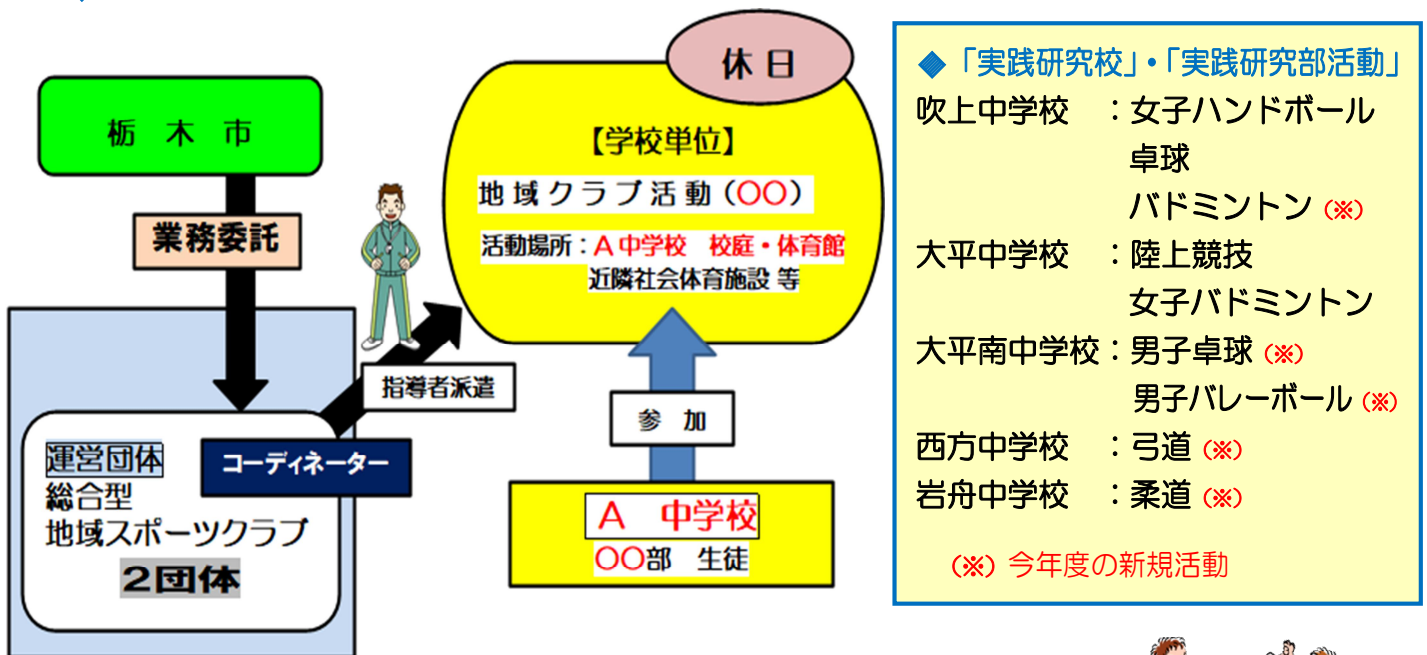 栃 木 市
業務委託
運営団体
総合型
地域スポーツクラブ
2団体
コーディネーター
指導者派遣
休 日
【学校単位】
地 域 ク ラ ブ 活 動（〇〇）
活動場所：A 中学校 校庭・体育館
近隣社会体育施設 等
参 加
A 中学校
〇〇部 生徒
◆「実践研究校」・「実践研究部活動」
吹上中学校 ：女子ハンドボール
卓球
バドミントン（※）
大平中学校 ：陸上競技
女子バドミントン
大平南中学校：男子卓球（※）
男子バレーボール（※）
西方中学校 ：弓道（※）
岩舟中学校 ：柔道（※）
（※）今年度の新規活動